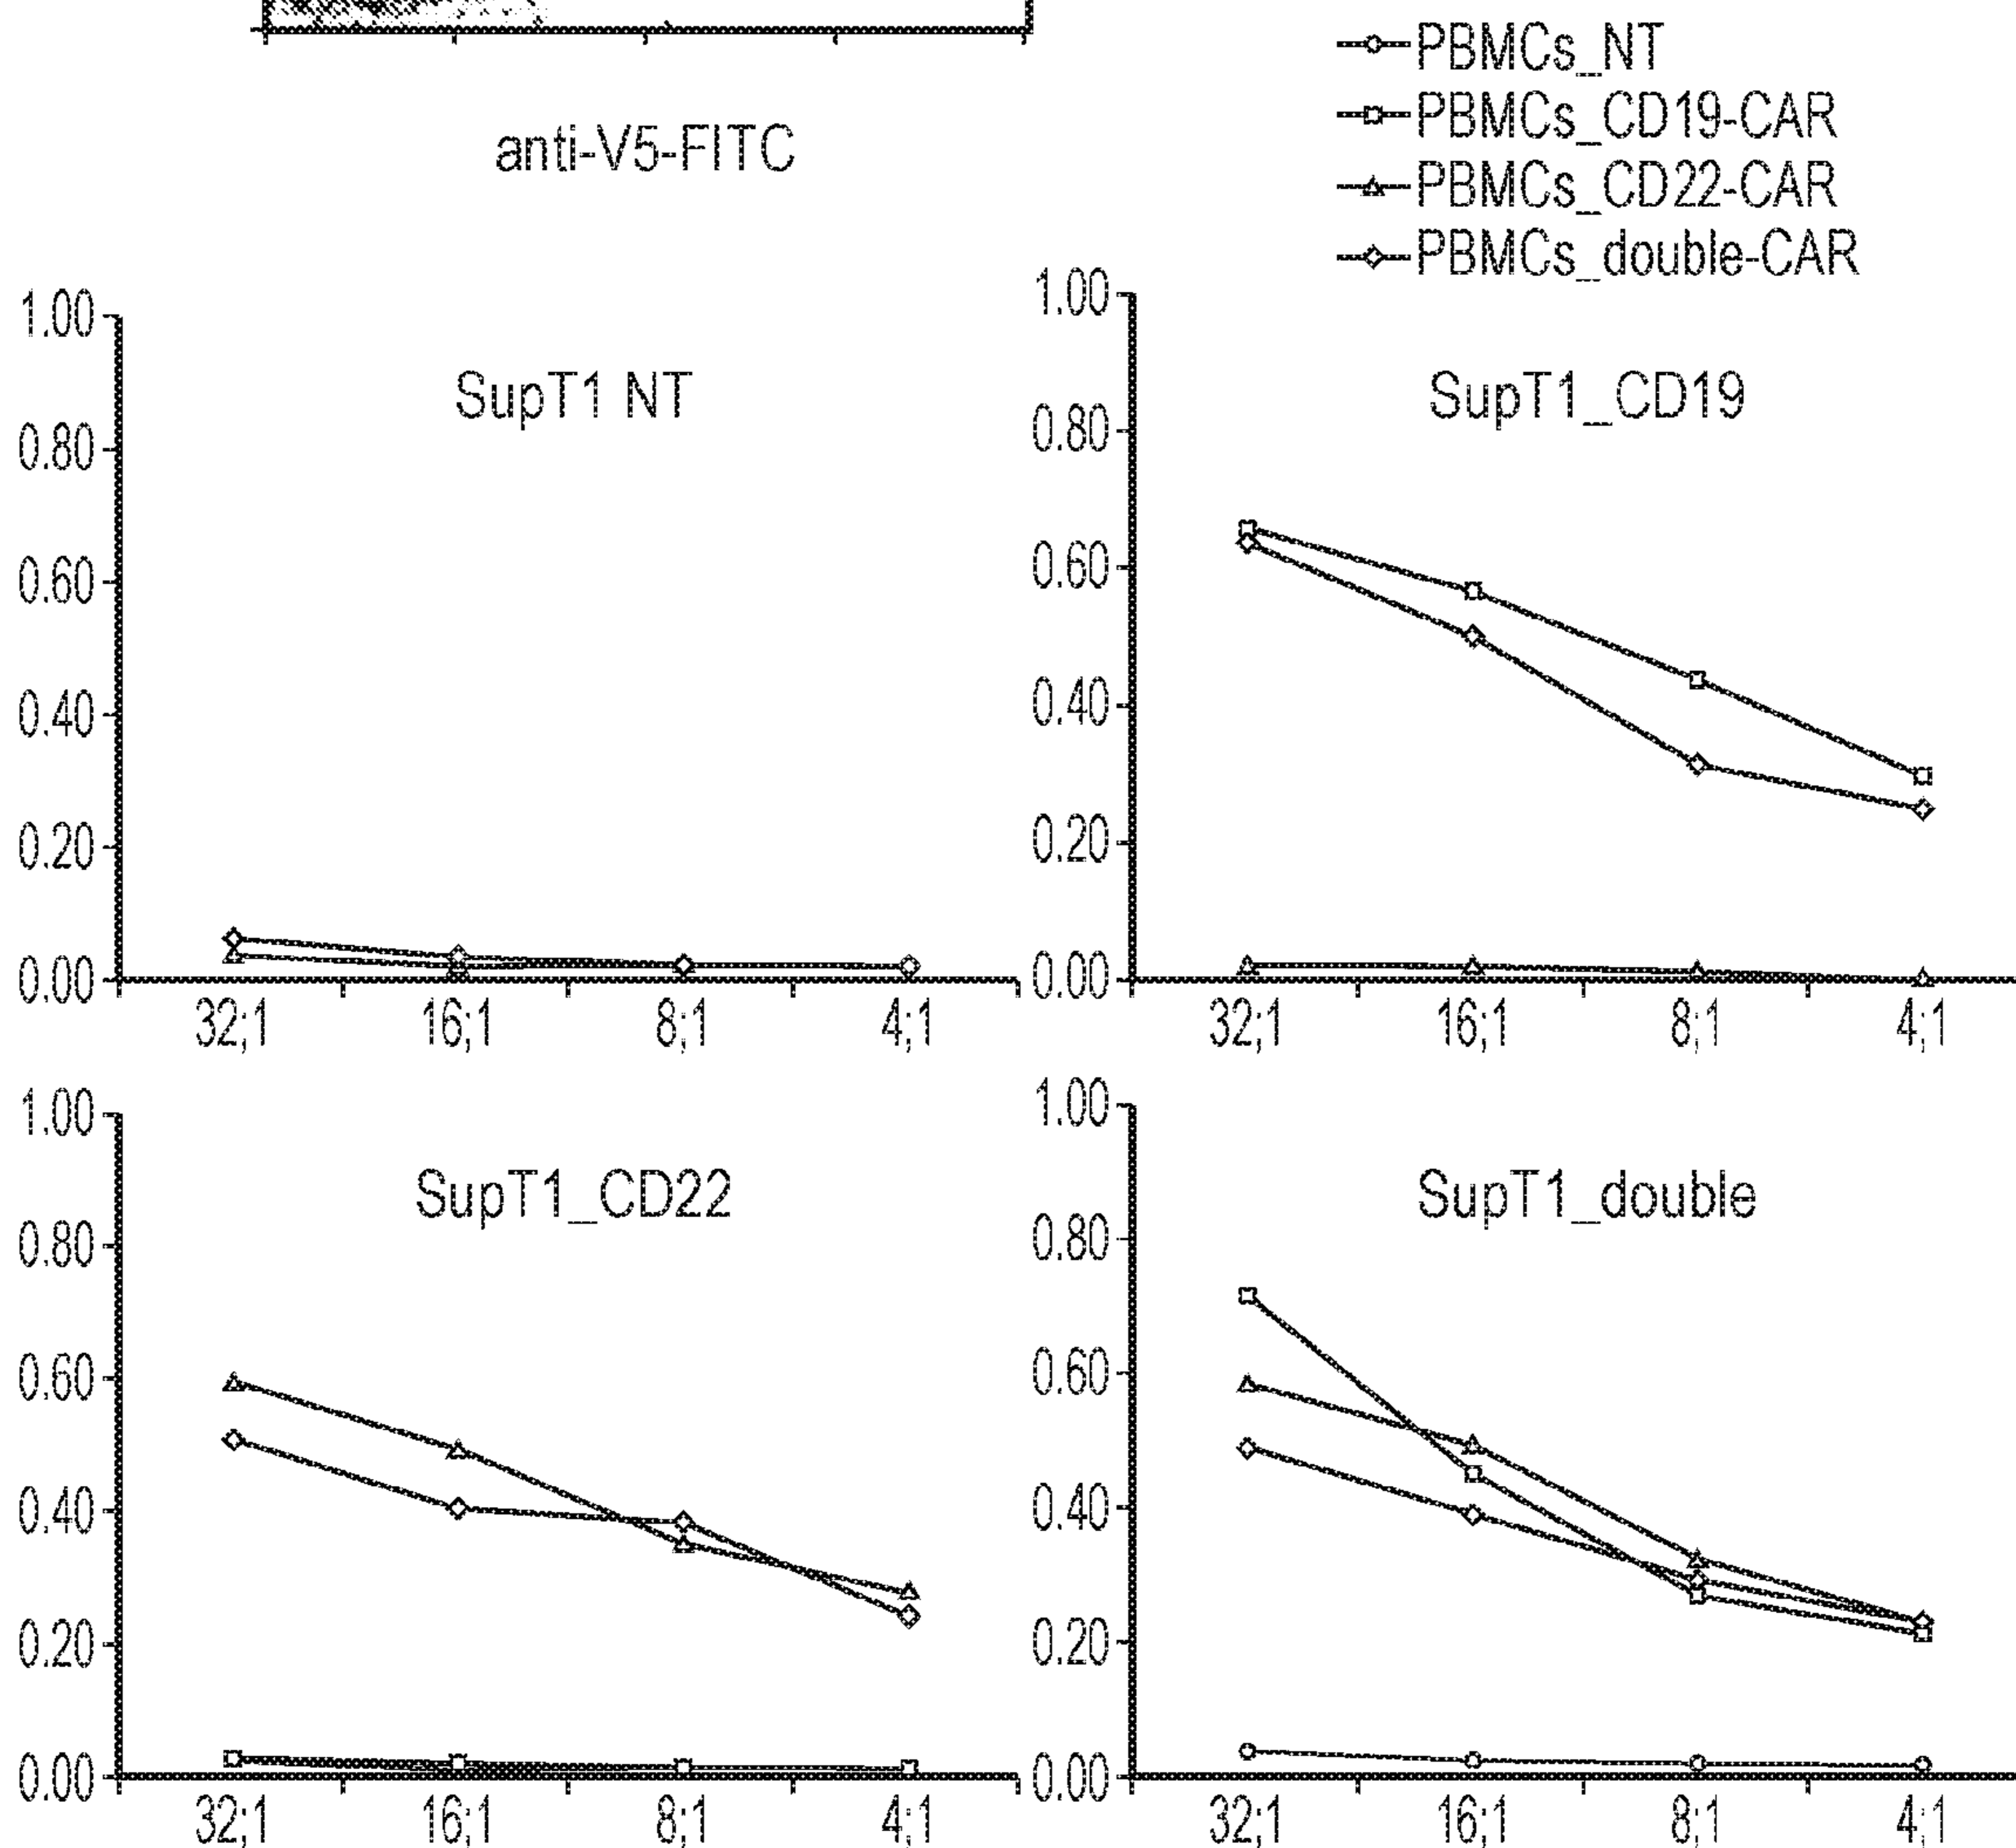 anti-V5-FITC
PBMCs_NT
PBMCs_CD19-CAR
PBMCs_CD22-CAR
PBMCs_double-CAR
SupT1 NT
1.00
0.80
0.60
0.40
0.20
0.00
32;1 16;1 8;1 4;1
SupT1_CD19
1.00
0.80
0.60
0.40
0.20
0.00
32;1 16;1 8;1 4;1
SupT1_CD22
1.00
0.80
0.60
0.40
0.20
0.00
32;1 16;1 8;1 4;1
SupT1_double
1.00
0.80
0.60
0.40
0.20
0.00
32;1 16;1 8;1 4;1